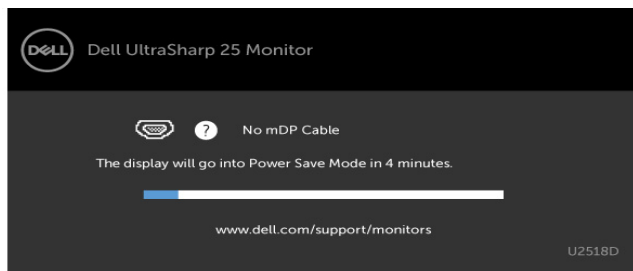 DELL
Dell UltraSharp 25 Monitor
? No mDP Cable
The display will go into Power Save Mode in 4 minutes.
www.dell.com/support/monitors
U2518D